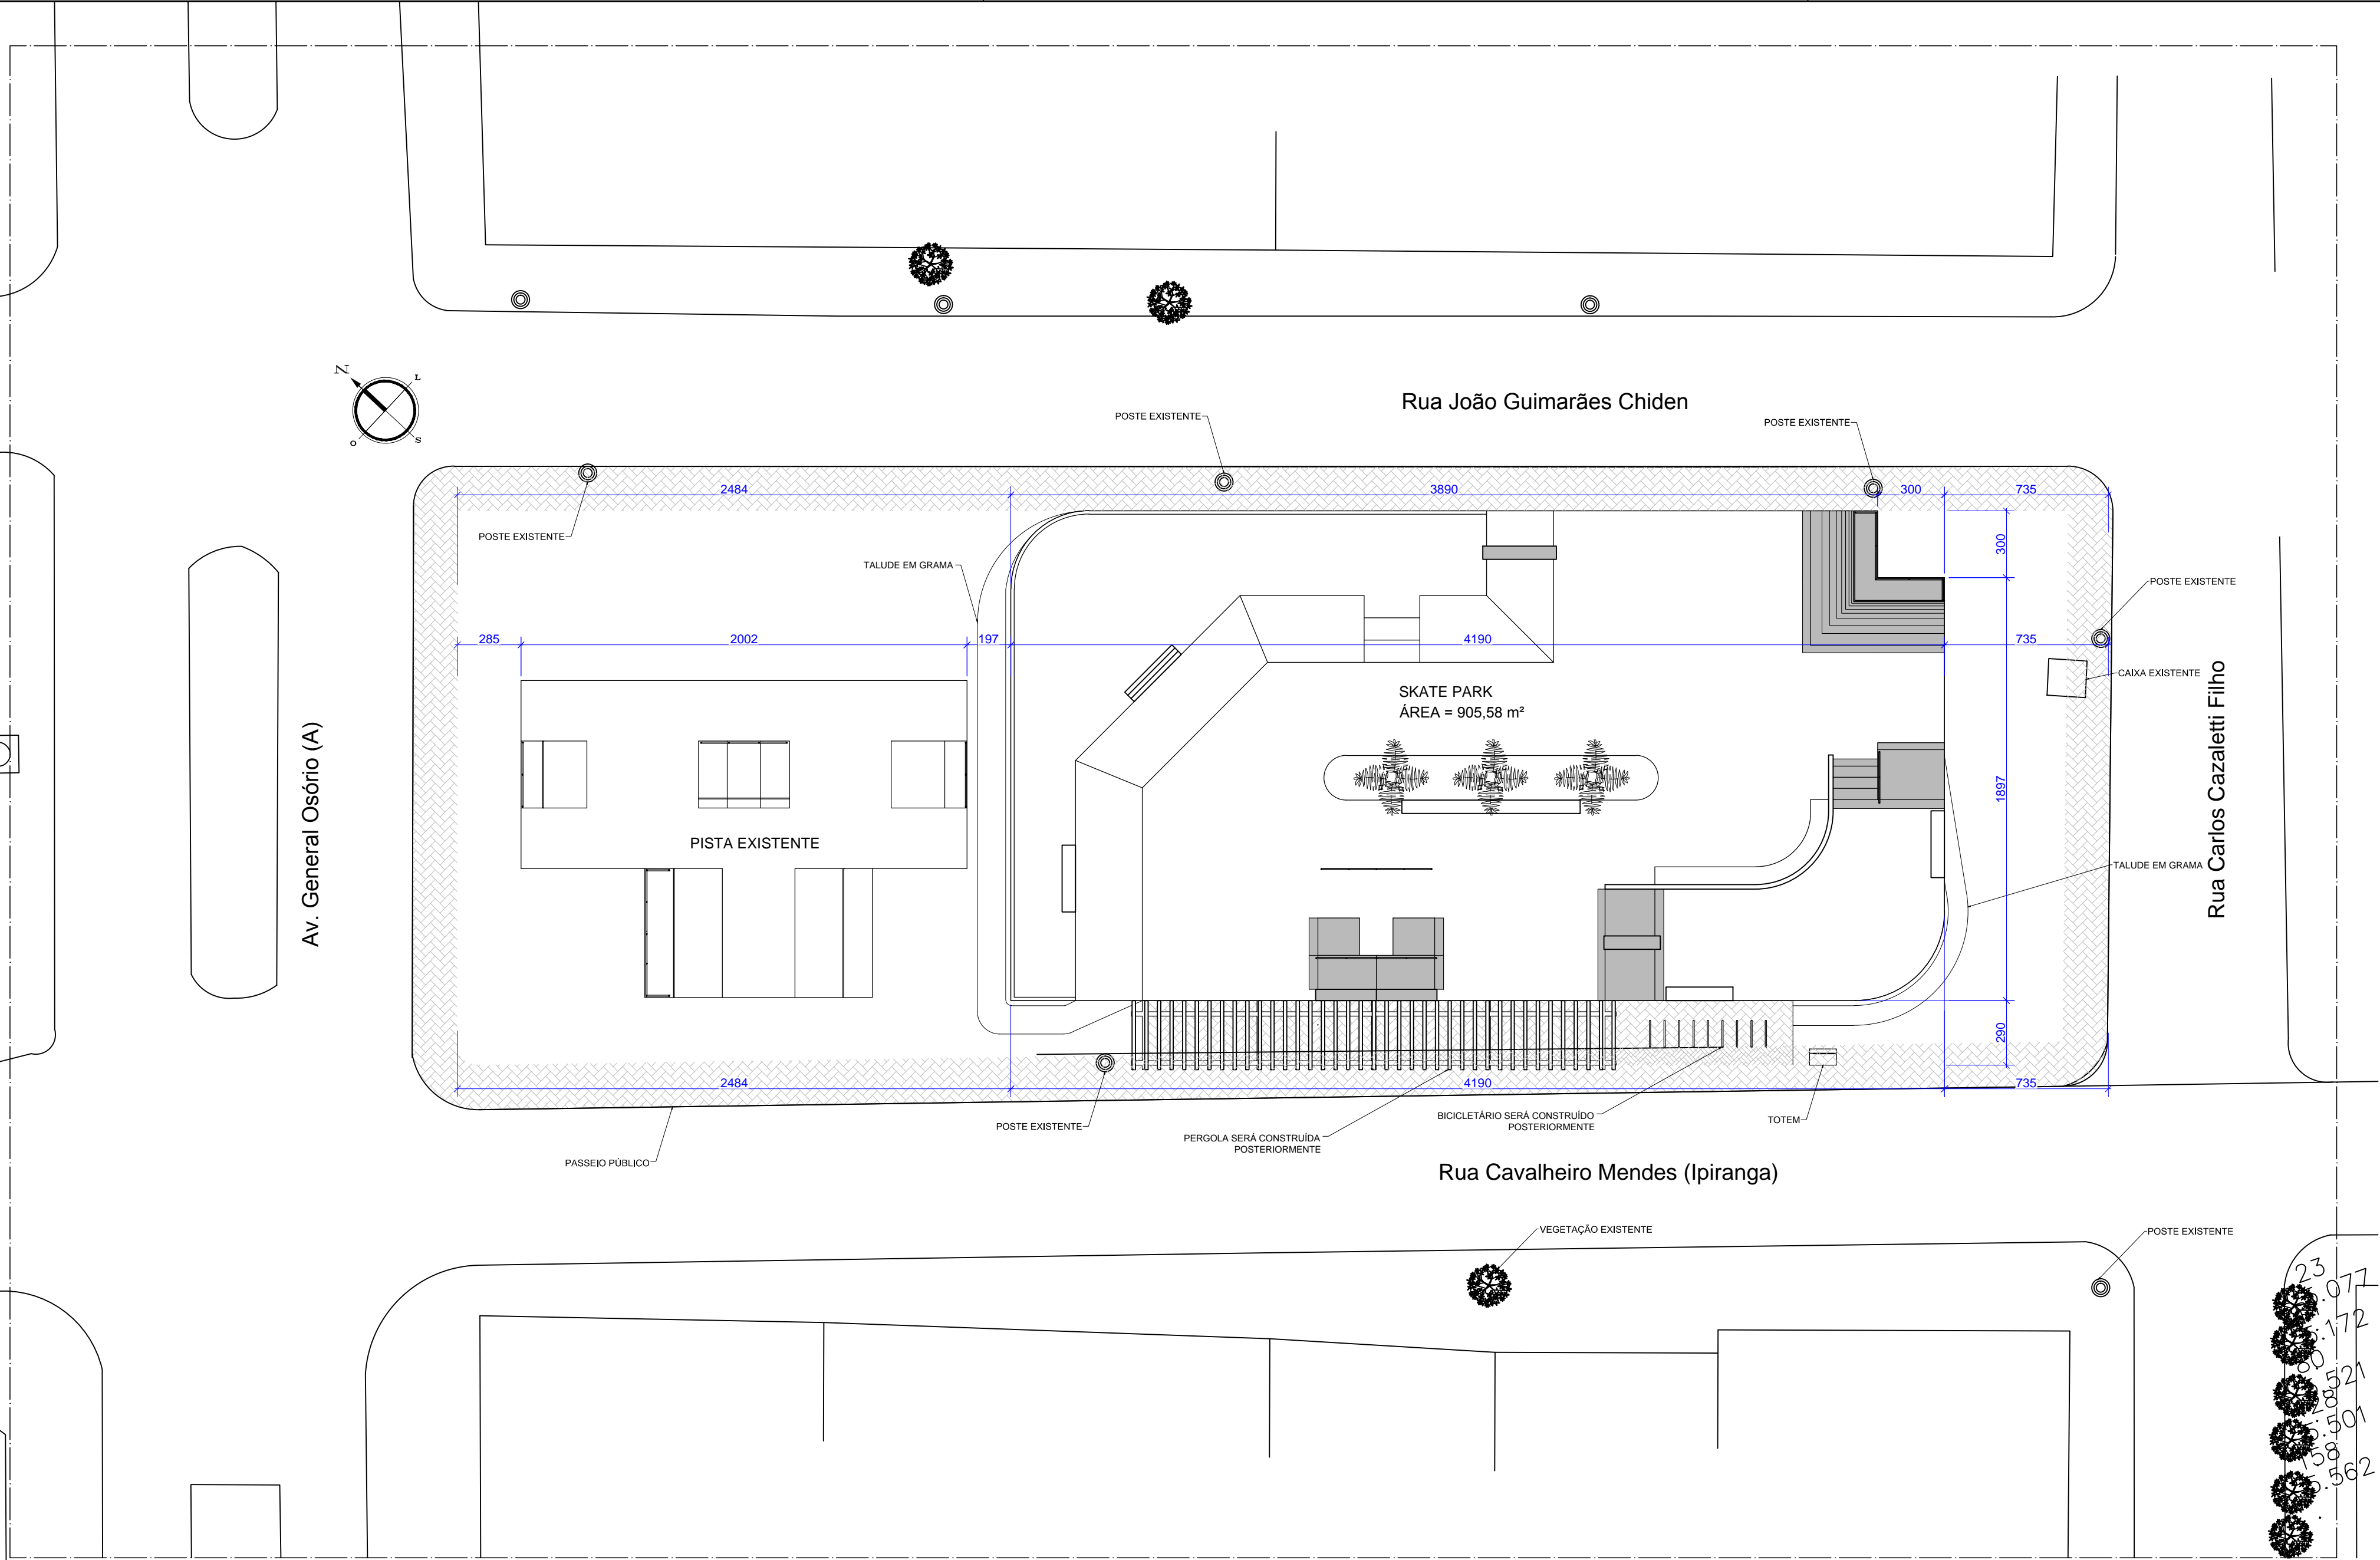 N
L
O
S
Rua João Guimarães Chiden
POSTE EXISTENTE
POSTE EXISTENTE
2484
3890
300
735
POSTE EXISTENTE
300
TALUDE EM GRAMA
POSTE EXISTENTE
285
2002
197
4190
735
CAIXA EXISTENTE
SKATE PARK
ÁREA = 905,58 m²
Av. General Osório (A)
PISTA EXISTENTE
1897
Rua Carlos Cazaletti Filho
TALUDE EM GRAMA
290
2484
4190
735
POSTE EXISTENTE
BICICLETÁRIO SERÁ CONSTRUÍDO
POSTERIORMENTE
TOTEM
PERGOLA SERÁ CONSTRUÍDA
POSTERIORMENTE
PASSEIO PÚBLICO
Rua Cavalheiro Mendes (Ipiranga)
VEGETAÇÃO EXISTENTE
POSTE EXISTENTE
23